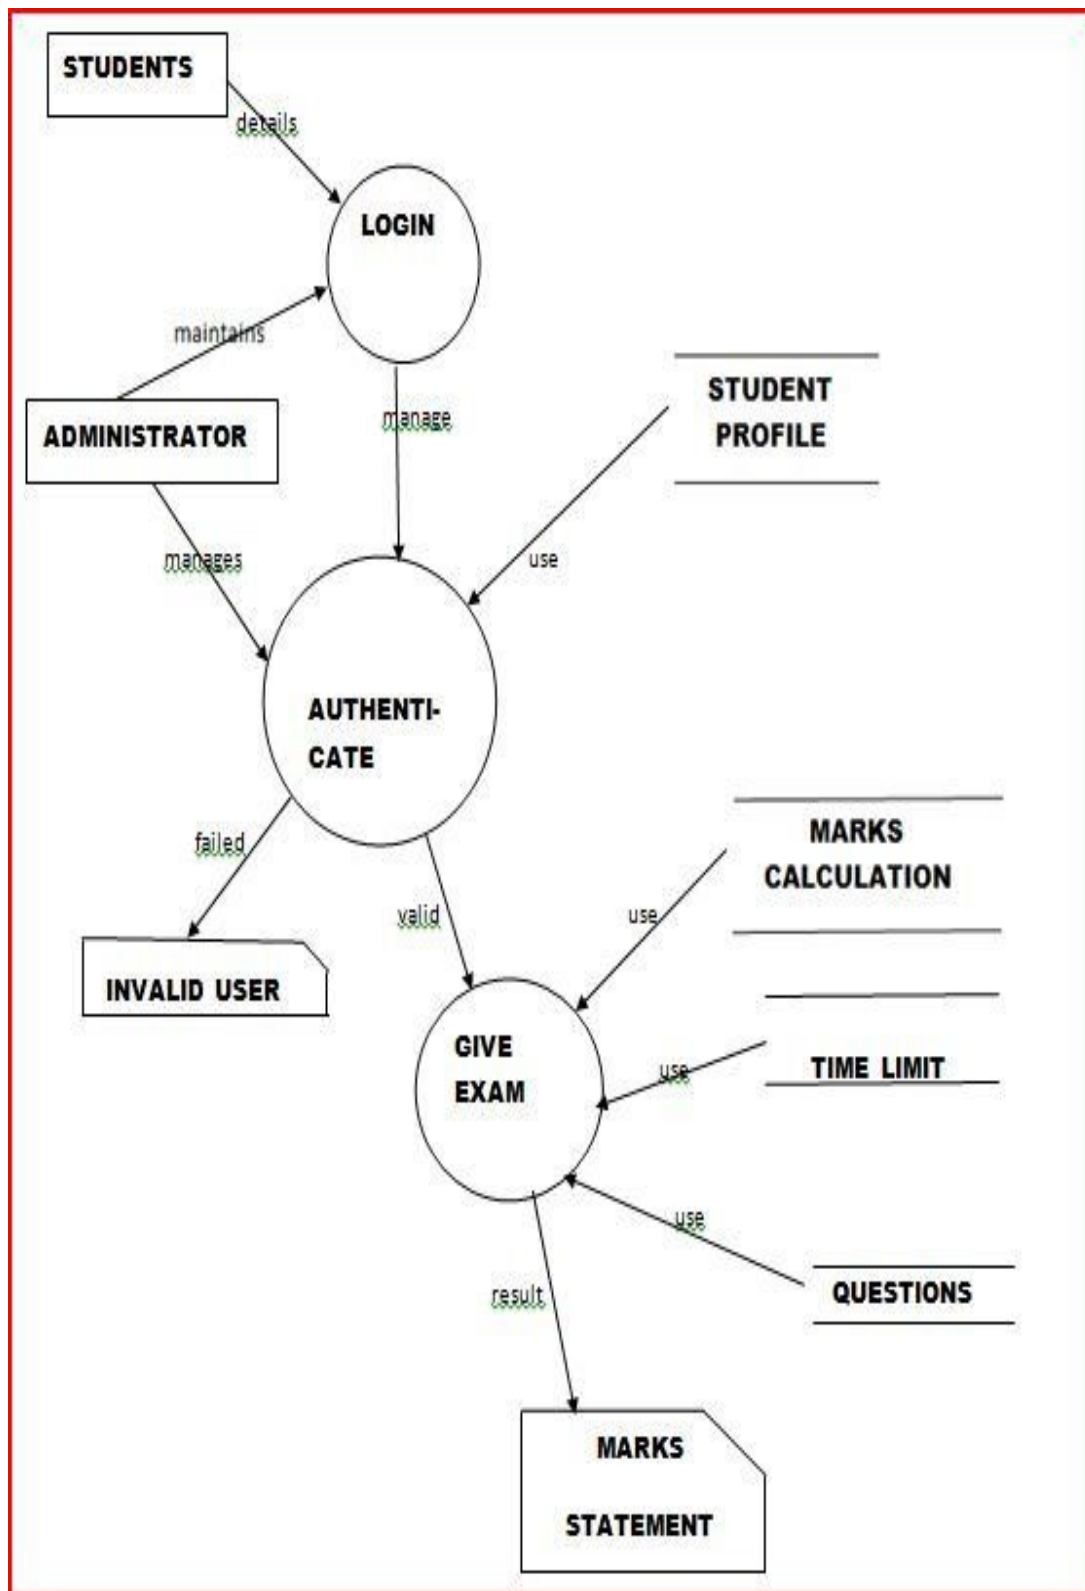 STUDENTS
details
LOGIN
maintains
ADMINISTRATOR
manage
STUDENT
PROFILE
manages
use
AUTHENTI-
CATE
failed
valid
MARKS
CALCULATION
use
INVALID USER
GIVE
EXAM
use
TIME LIMIT
use
QUESTIONS
result
MARKS
STATEMENT